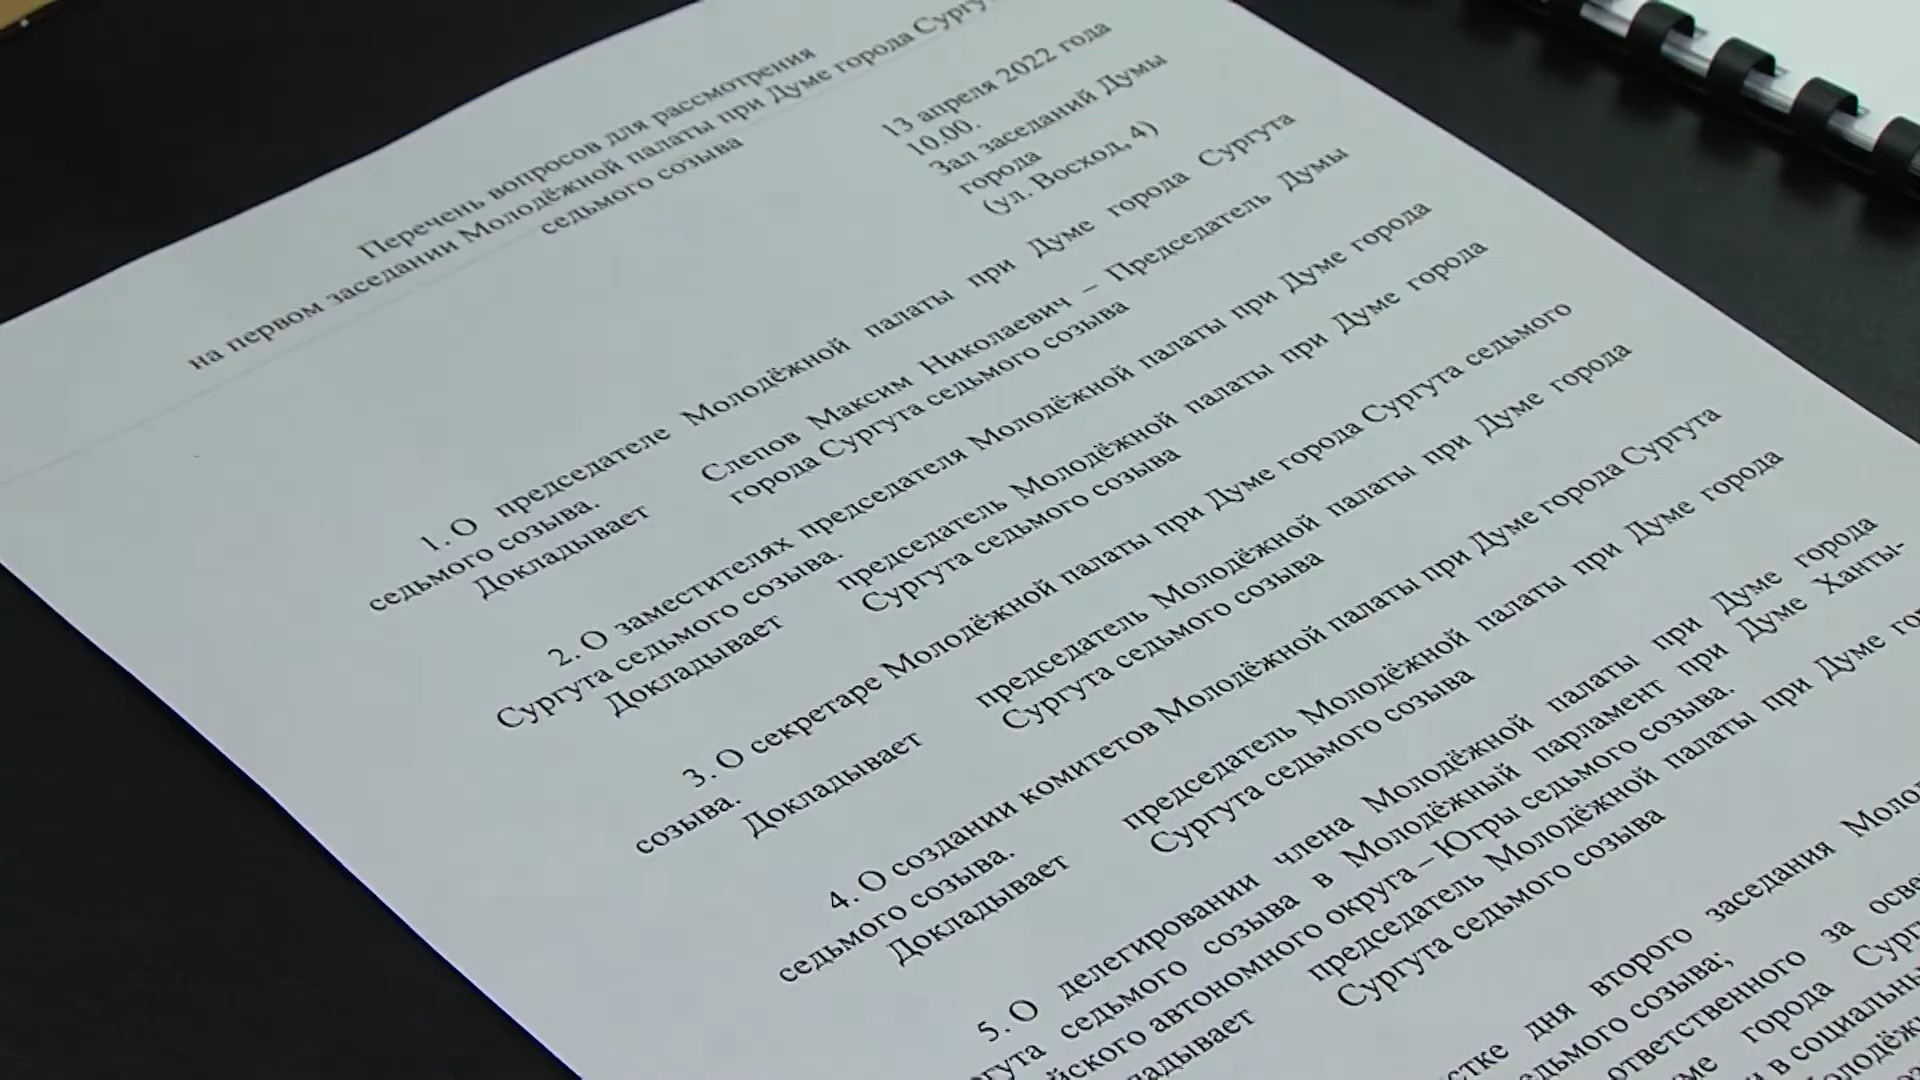 Перечень вопросов для рассмотрения
на первом заседании Молодёжной палаты при Думе города
седьмого созыва
13 апреля 2022 года
10.00.
Зал заседаний Думы
города
(ул. Восход, 4)
1. О председателе Молодёжной палаты при Думе города Сургута
седьмого созыва.
Докладывает Слепов Максим Николаевич – Председатель Думы
города Сургута седьмого созыва
2. О заместителях председателя Молодёжной палаты при Думе города
Сургута седьмого созыва.
Докладывает председатель Молодёжной палаты при Думе города
Сургута седьмого созыва
3. О секретаре Молодёжной палаты при Думе города Сургута седьмого
созыва.
Докладывает председатель Молодёжной палаты при Думе города
Сургута седьмого созыва
4. О создании комитетов Молодёжной палаты при Думе города Сургута
седьмого созыва.
Докладывает председатель Молодёжной палаты при Думе города
Сургута седьмого созыва
5. О делегировании члена Молодёжной палаты при Думе города
седьмого созыва в Молодёжный парламент при Думе Ханты-
автономного округа – Югры седьмого созыва.
председатель Молодёжной палаты при Думе
Сургута седьмого созыва
дня второго заседания
седьмого созыва;
ответственного за
города
в